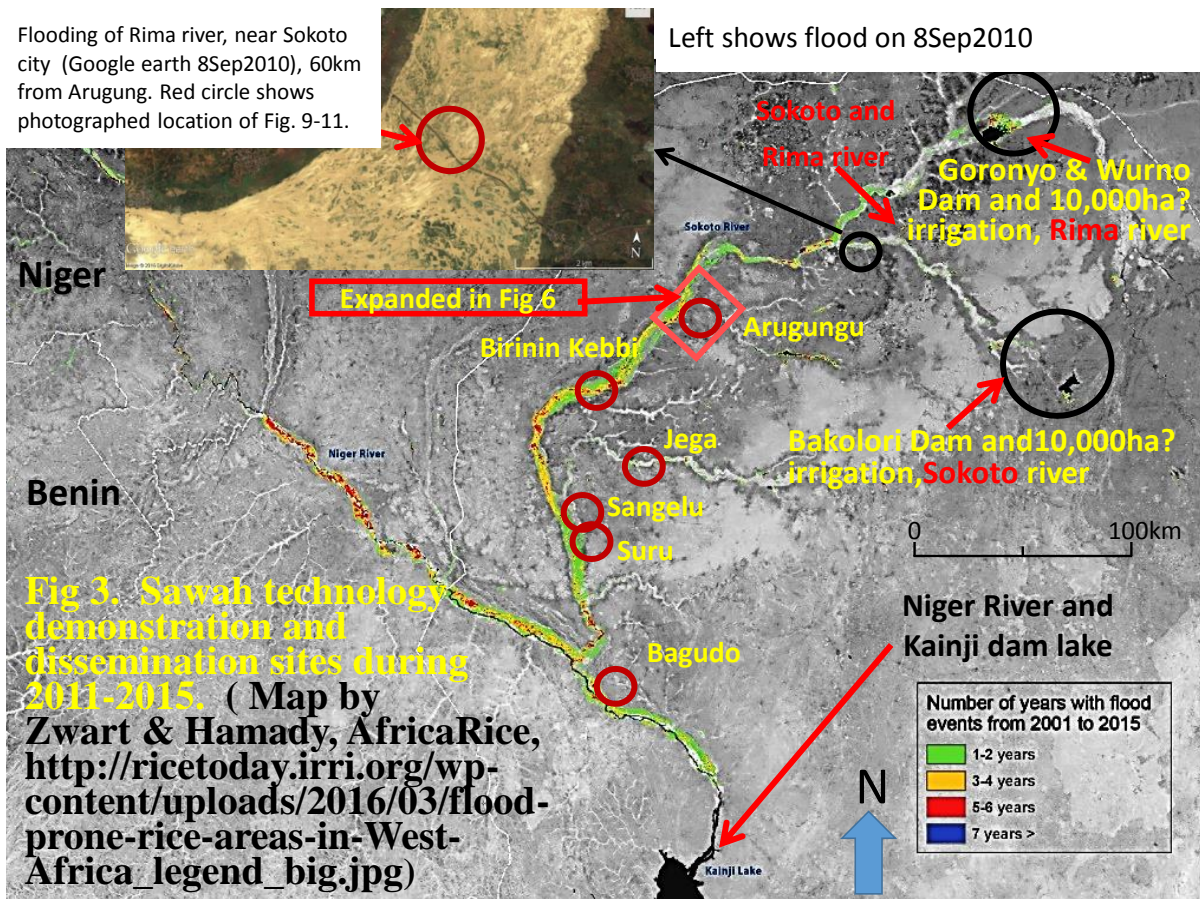 Flooding of Rima river, near Sokoto
city (Google earth 8Sep2010), 60km
from Arugung. Red circle shows
photographed location of Fig. 9-11.
Left shows flood on 8Sep2010
Sokoto and
Rima river
Goronyo & Wurno
Dam and 10,000ha?
irrigation, Rima river
N
2 km
Sokoto River
Niger
Expanded in Fig 6
Arugungu
Birinin Kebbi
Jega
Bakolori Dam and10,000ha?
irrigation,Sokoto river
Niger River
Benin
Sangelu
Suru
0 100km
Fig 3. Sawah technology
demonstration and
dissemination sites during
2011-2015. ( Map by
Zwart & Hamady, AfricaRice,
http://ricetoday.irri.org/wp-
content/uploads/2016/03/flood-
prone-rice-areas-in-West-
Africa_legend_big.jpg)
Bagudo
Niger River and
Kainji dam lake
Number of years with flood
events from 2001 to 2015
1-2 years
3-4 years
5-6 years
7 years >
N
Kainji Lake